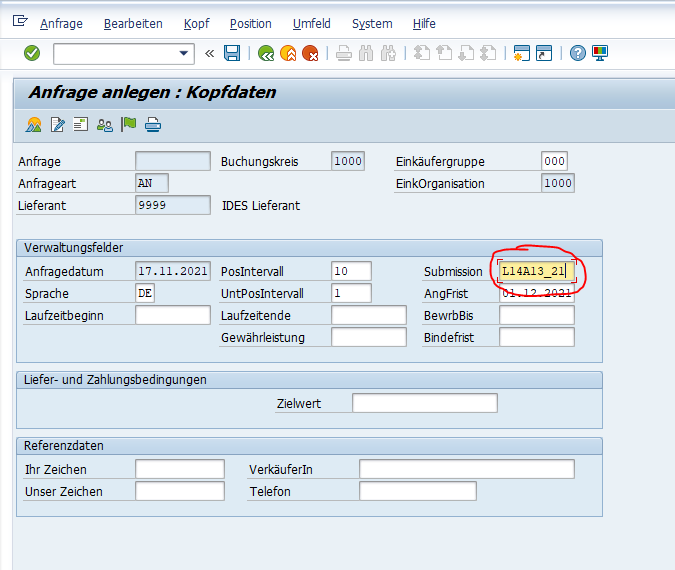 Anfrage Bearbeiten Kopf Position Umfeld System Hilfe
Anfrage anlegen : Kopfdaten
Anfrage Buchungskreis 1000 Einkäufergruppe 000
Anfrageart AN EinkOrganisation 1000
Lieferant 9999 IDES Lieferant
Verwaltungsfelder
Anfragedatum 17.11.2021 PosIntervall 10 Submission L14A13_21
Sprache DE UntPosIntervall 1 AngFrist 01.12.2021
Laufzeitbeginn Laufzeitende BewrbBis
Gewährleistung Bindefrist
Liefer- und Zahlungsbedingungen
Zielwert
Referenzdaten
Ihr Zeichen VerkäuferIn
Unser Zeichen Telefon